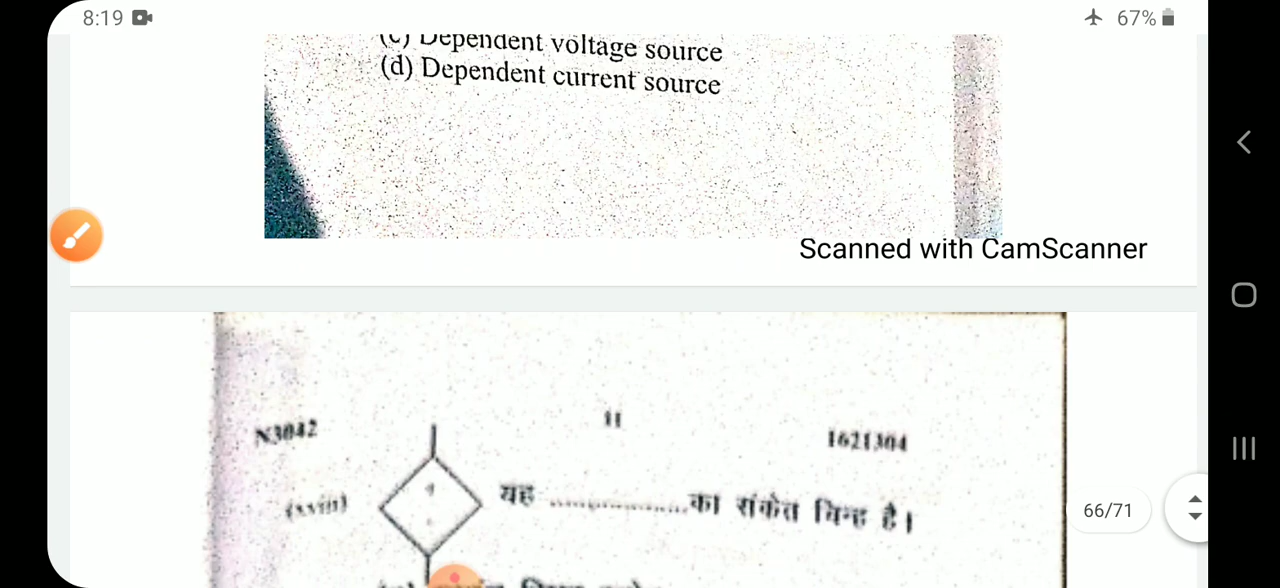 8:19
67%
(c) Dependent voltage source
(d) Dependent current source
Scanned with CamScanner
N3042
11
1621304
(xviii)
यह ................का संकेत चिन्ह है।
66/71